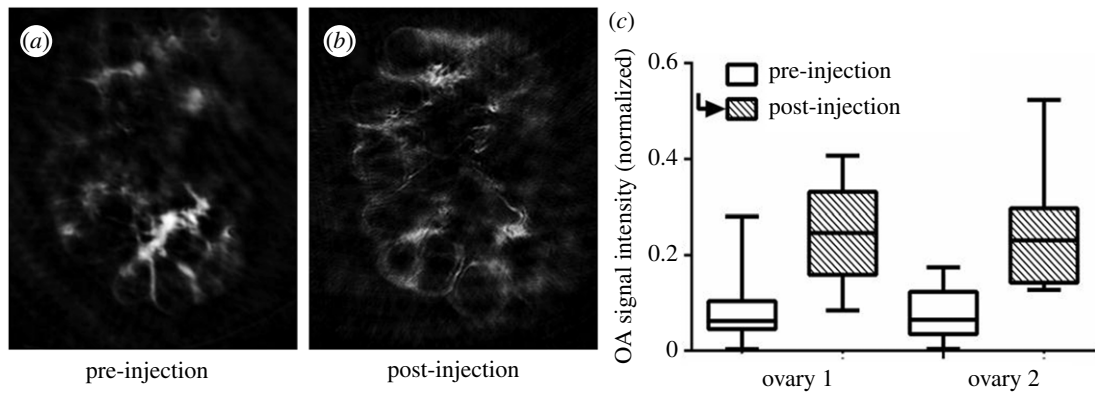 (a)
(b)
(c)
pre-injection
post-injection
OA signal intensity (normalized)
0.6
0.4
0.2
0
pre-injection
post-injection
ovary 1
ovary 2